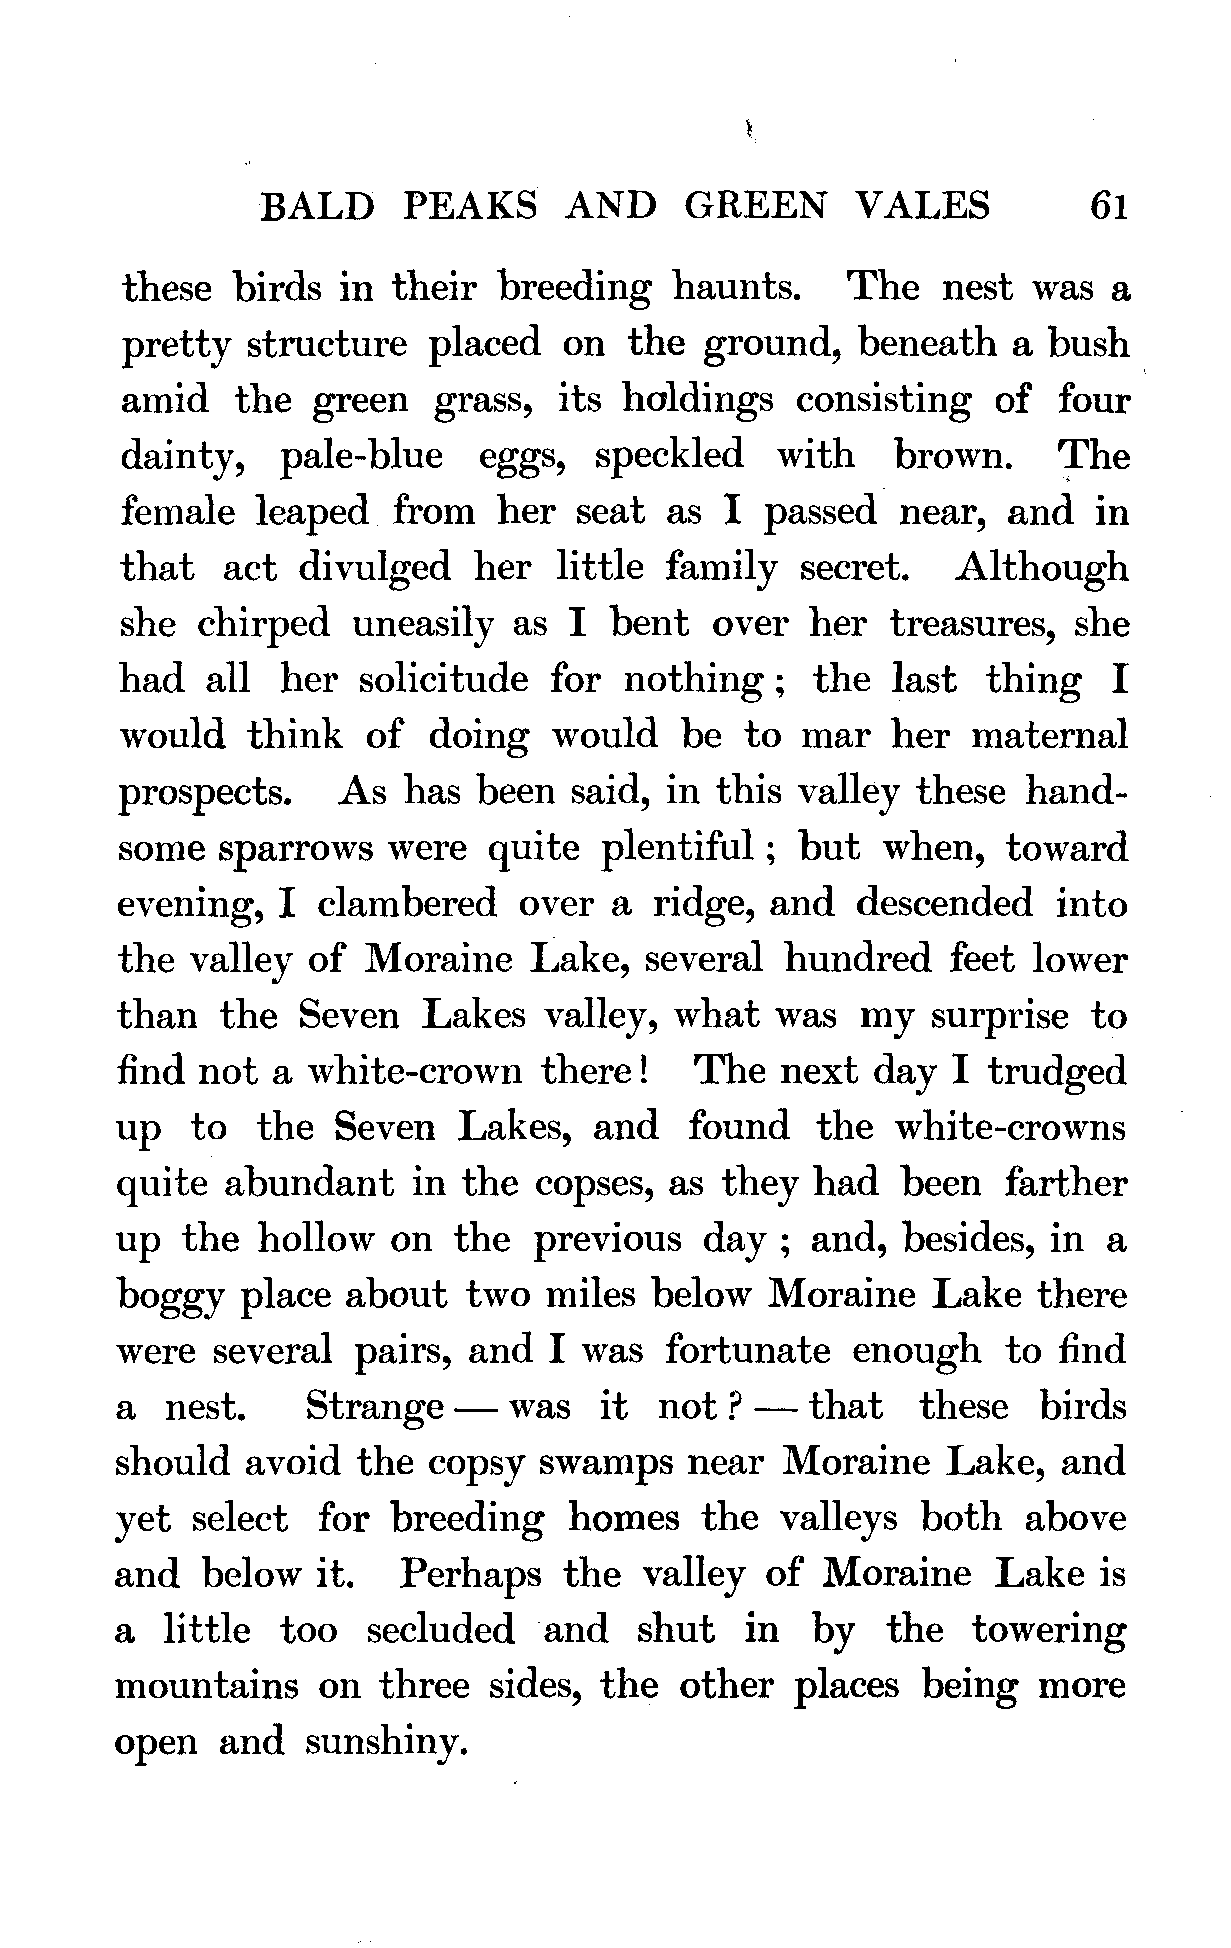 BALD PEAKS AND GREEN VALES 61
these birds in their breeding haunts. The nest was a
pretty structure placed on the ground, beneath a bush
amid the green grass, its holdings consisting of four
dainty, pale-blue eggs, speckled with brown. The
female leaped from her seat as I passed near, and in
that act divulged her little family secret. Although
she chirped uneasily as I bent over her treasures, she
had all her solicitude for nothing ; the last thing I
would think of doing would be to mar her maternal
prospects. As has been said, in this valley these hand-
some sparrows were quite plentiful ; but when, toward
evening, I clambered over a ridge, and descended into
the valley of Moraine Lake, several hundred feet lower
than the Seven Lakes valley, what was my surprise to
find not a white-crown there! The next day I trudged
up to the Seven Lakes, and found the white-crowns
quite abundant in the copses, as they had been farther
up the hollow on the previous day ; and, besides, in a
boggy place about two miles below Moraine Lake there
were several pairs, and I was fortunate enough to find
a nest. Strange — was it not ? — that these birds
should avoid the copsy swamps near Moraine Lake, and
yet select for breeding homes the valleys both above
and below it. Perhaps the valley of Moraine Lake is
a little too secluded and shut in by the towering
mountains on three sides, the other places being more
open and sunshiny.